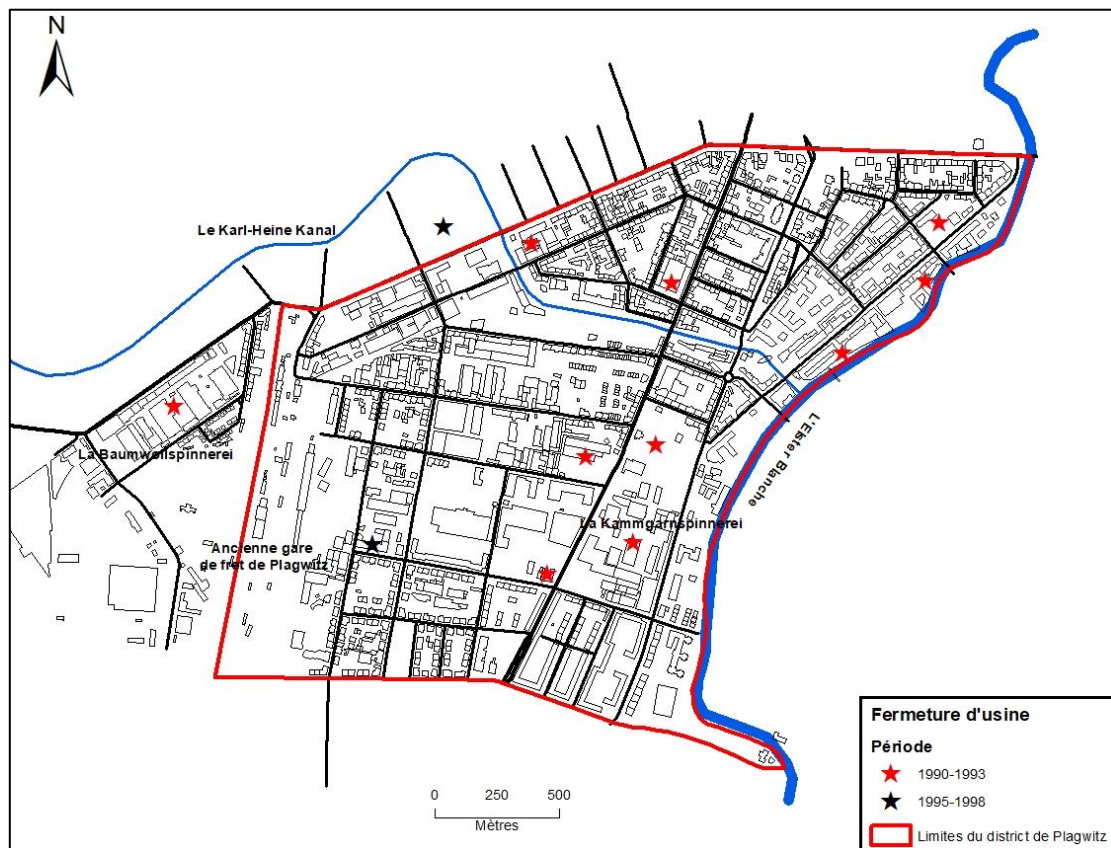 N
Le Karl-Heine Kanal
La Baumwollspinnerei
L'Elster Blanche
La Kammgarnspinnerei
Ancienne gare
de fret de Plagwitz
Fermeture d'usine
Période
1990-1993
1995-1998
Limites du district de Plagwitz
0 250 500
Mètres